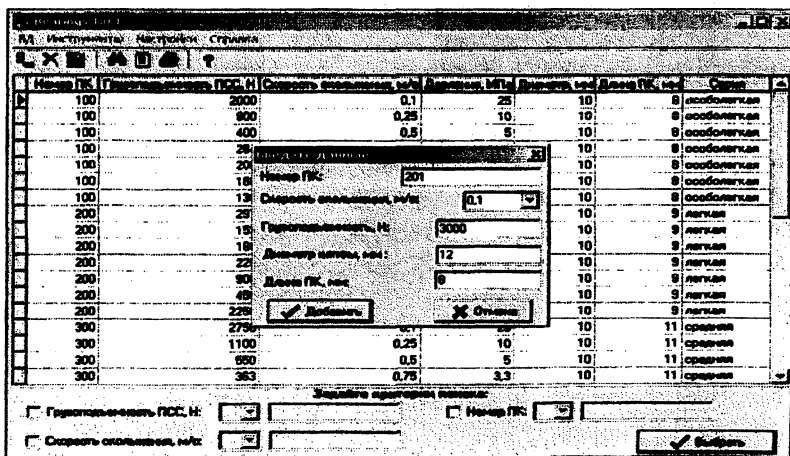 БД Инструменты Настройки Справка
Номер ПК Грузоподъемность ПСС, Н Скорость скольжения, м/с Давление, МПа Диаметр, мм Длина ПК, мм Серия
100 2000 0,1 25 10 8 особолегкая
100 800 0,25 10 10 8 особолегкая
100 400 0,5 5 10 8 особолегкая
100 10 8 особолегкая
100 10 8 особолегкая
100 10 8 особолегкая
100 10 8 особолегкая
200 10 9 легкая
200 10 9 легкая
200 10 9 легкая
200 10 9 легкая
200 10 9 легкая
200 10 9 легкая
200 10 9 легкая
300 10 11 средняя
300 1100 0,25 10 10 11 средняя
300 550 0,5 5 10 11 средняя
300 363 0,75 3,3 10 11 средняя
Введите данные
Номер ПК: 201
Скорость скольжения, м/с: 0,1
Грузоподъемность, Н: 3000
Диаметр цапфы, мм: 12
Длина ПК, мм: 9
Добавить Отмена
Задайте критерии поиска:
Грузоподъемность ПСС, Н: Номер ПК:
Скорость скольжения, м/с: Выбрать